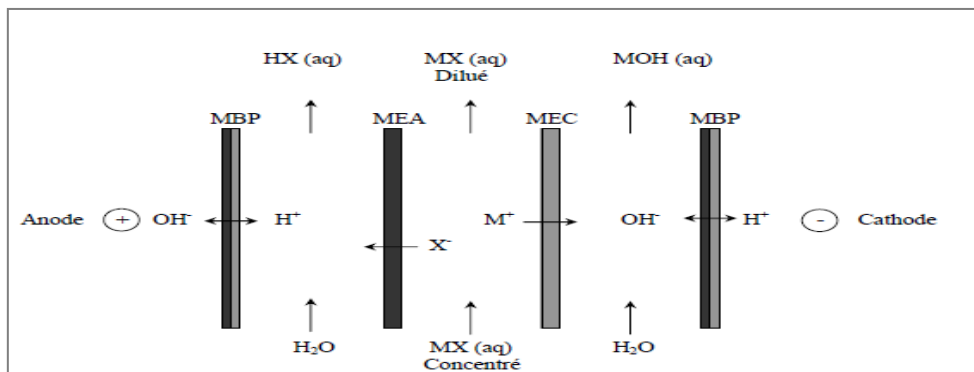 HX (aq) MX (aq) MOH (aq)
Dilué
MBP MEA MEC MBP
Anode + OH⁻ H⁺ M⁺ OH⁻ H⁺ - Cathode
X⁻
H₂O MX (aq) H₂O
Concentré